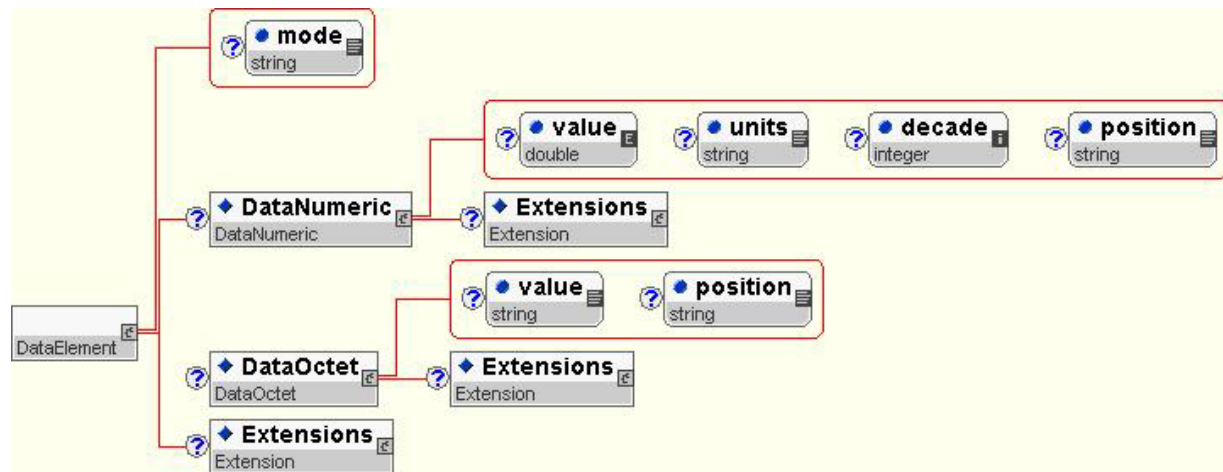 mode
string
value
double
units
string
decade
integer
position
string
DataNumeric
DataNumeric
Extensions
Extension
value
string
position
string
DataElement
DataOctet
DataOctet
Extensions
Extension
Extensions
Extension